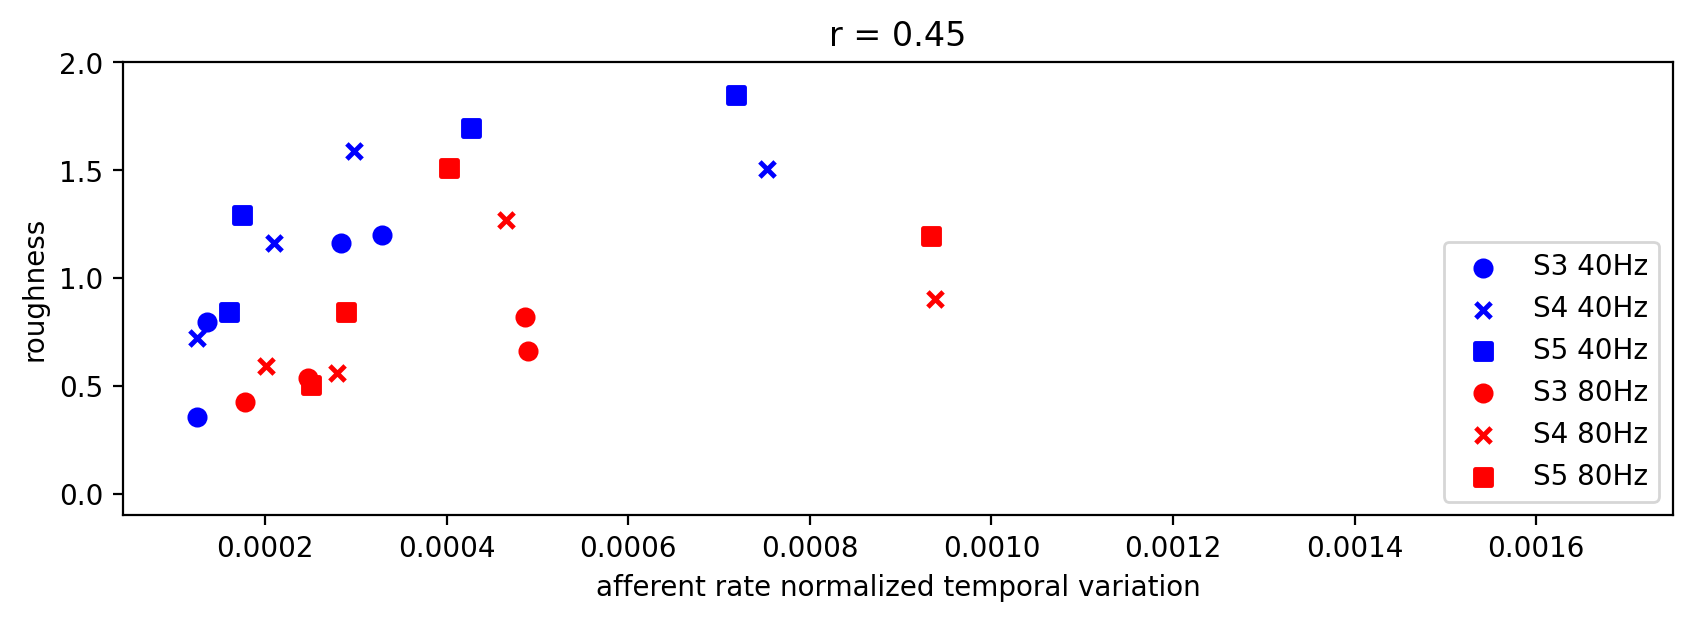 r = 0.45
2.0
1.5
1.0
0.5
0.0
roughness
S3 40Hz
S4 40Hz
S5 40Hz
S3 80Hz
S4 80Hz
S5 80Hz
0.0002 0.0004 0.0006 0.0008 0.0010 0.0012 0.0014 0.0016
afferent rate normalized temporal variation